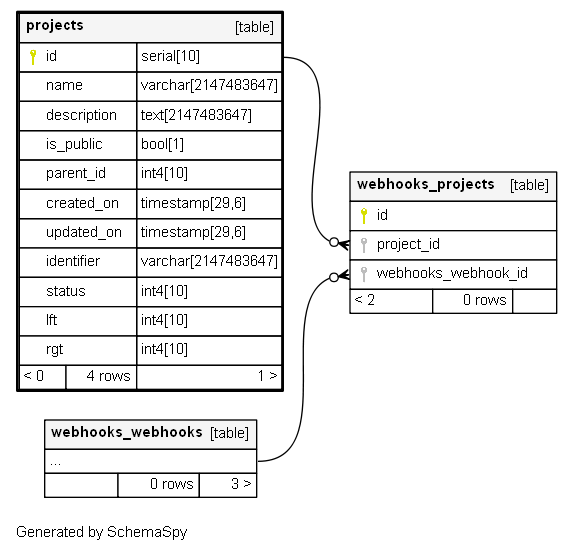 projects [table]
id serial[10]
name varchar[2147483647]
description text[2147483647]
is_public bool[1]
parent_id int4[10]
created_on timestamp[29,6]
updated_on timestamp[29,6]
identifier varchar[2147483647]
status int4[10]
lft int4[10]
rgt int4[10]
< 0 4 rows 1 >
webhooks_projects [table]
id
project_id
webhooks_webhook_id
< 2 0 rows
webhooks_webhooks [table]
...
0 rows 3 >
Generated by SchemaSpy